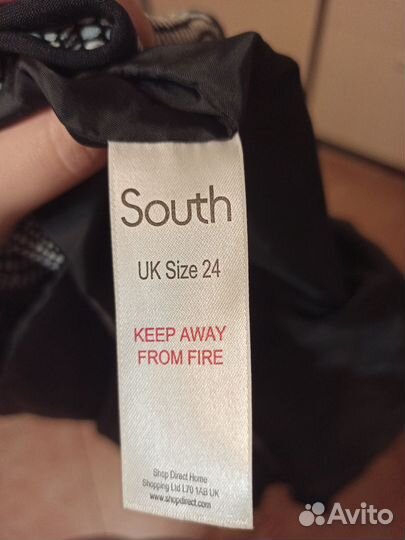 South
UK Size 24
KEEP AWAY
FROM FIRE
Shop Direct Home
Shopping Ltd L70 1AB UK
www.shopdirect.com
Avito